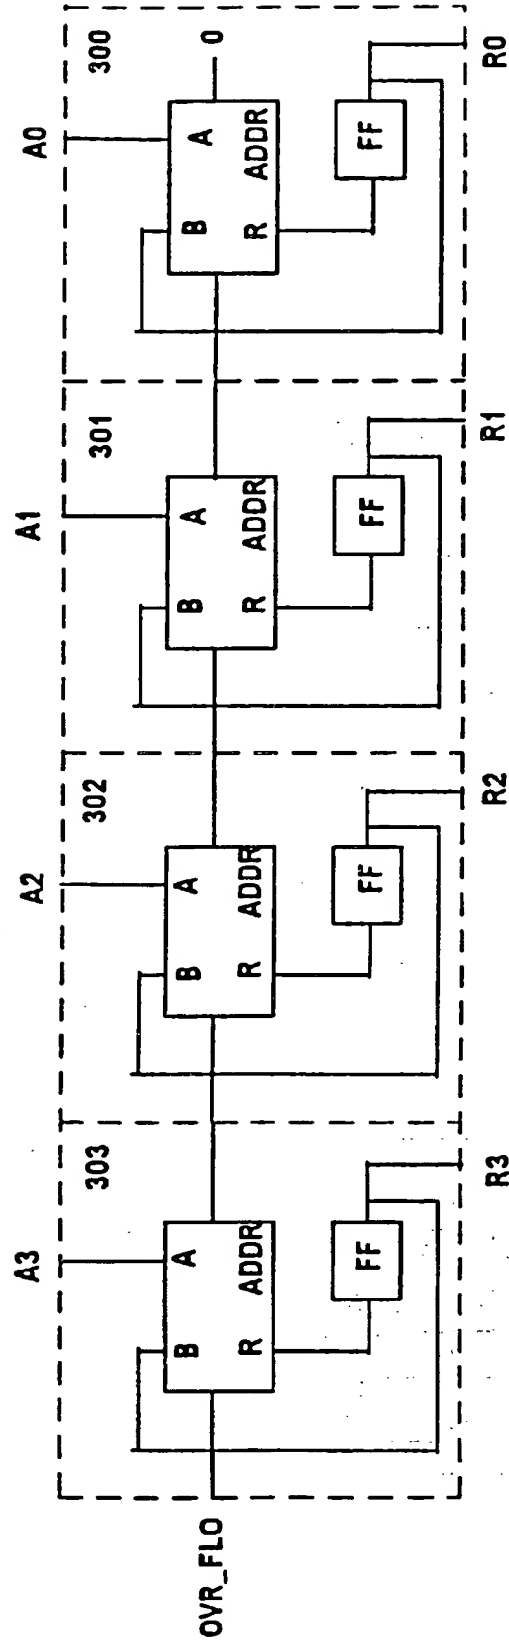 A3 A2 A1 A0
303 302 301 300
B A B A B A B A
OVR_FLO 0
R ADDR R ADDR R ADDR R ADDR
FF FF FF FF
R3 R2 R1 R0